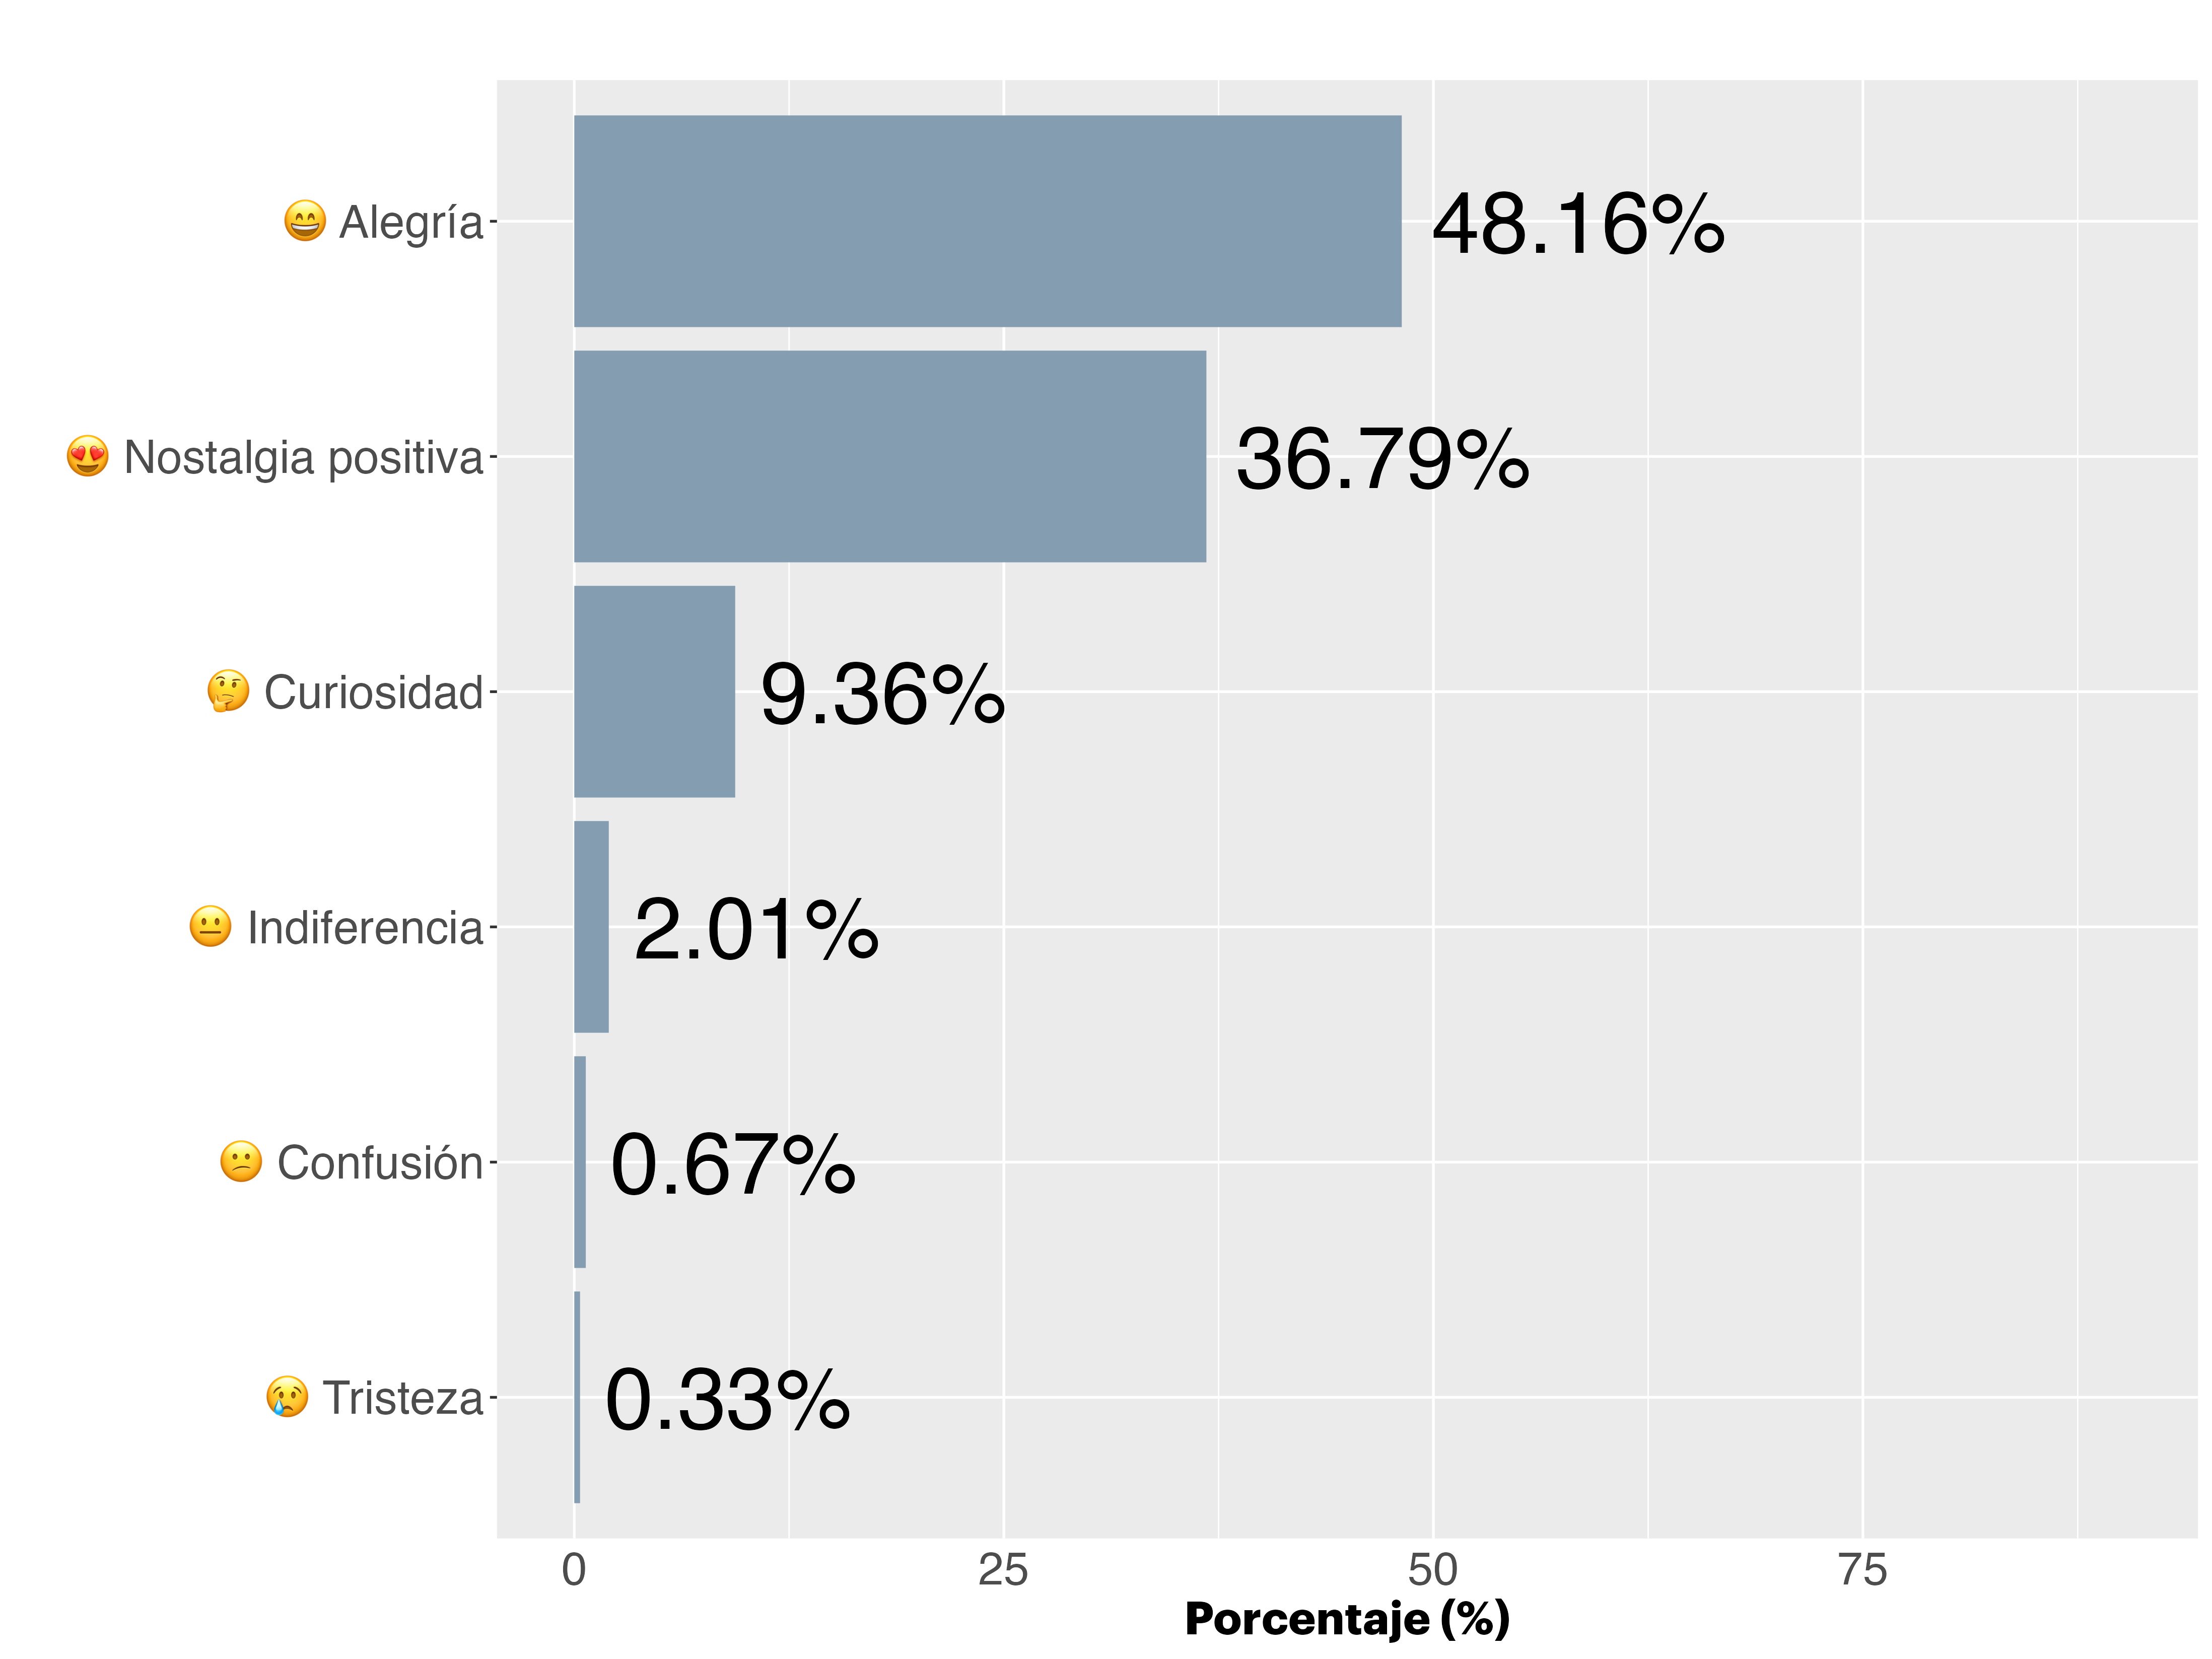 😄 Alegría 48.16%
😍 Nostalgia positiva 36.79%
🤔 Curiosidad 9.36%
😐 Indiferencia 2.01%
😕 Confusión 0.67%
😢 Tristeza 0.33%
0 25 50 75
Porcentaje (%)